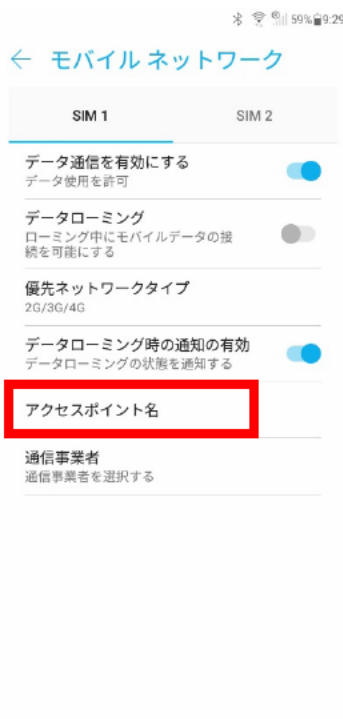 59% 9:29
← モバイル ネットワーク
SIM 1 SIM 2
データ通信を有効にする
データ使用を許可
データローミング
ローミング中にモバイルデータの接
続を可能にする
優先ネットワークタイプ
2G/3G/4G
データローミング時の通知の有効
データローミングの状態を通知する
アクセスポイント名
通信事業者
通信事業者を選択する